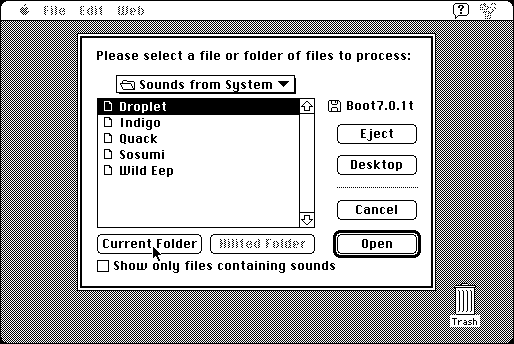 File Edit Web
Please select a file or folder of files to process:
Sounds from System
Droplet
Indigo
Quack
Sosumi
Wild Eep
Boot7.0.1t
Eject
Desktop
Cancel
Open
Current Folder
Hilited Folder
Show only files containing sounds
Trash